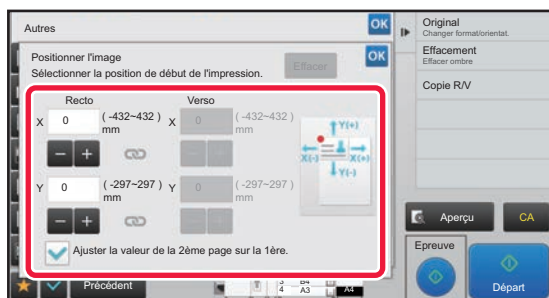 Autres
OK
Positionner l'image
Sélectionner la position de début de l'impression.
Effacer
OK
Recto
Verso
X 0 (-432~432) mm
X 0 (-432~432) mm
Y(+)
X(-)
X(+)
Y(-)
Y 0 (-297~297) mm
Y 0 (-297~297) mm
Ajuster la valeur de la 2ème page sur la 1ère.
Précédent
4 A3
A4
Original
Changer format/orientat.
Effacement
Effacer ombre
Copie R/V
Aperçu
CA
Epreuve
Départ